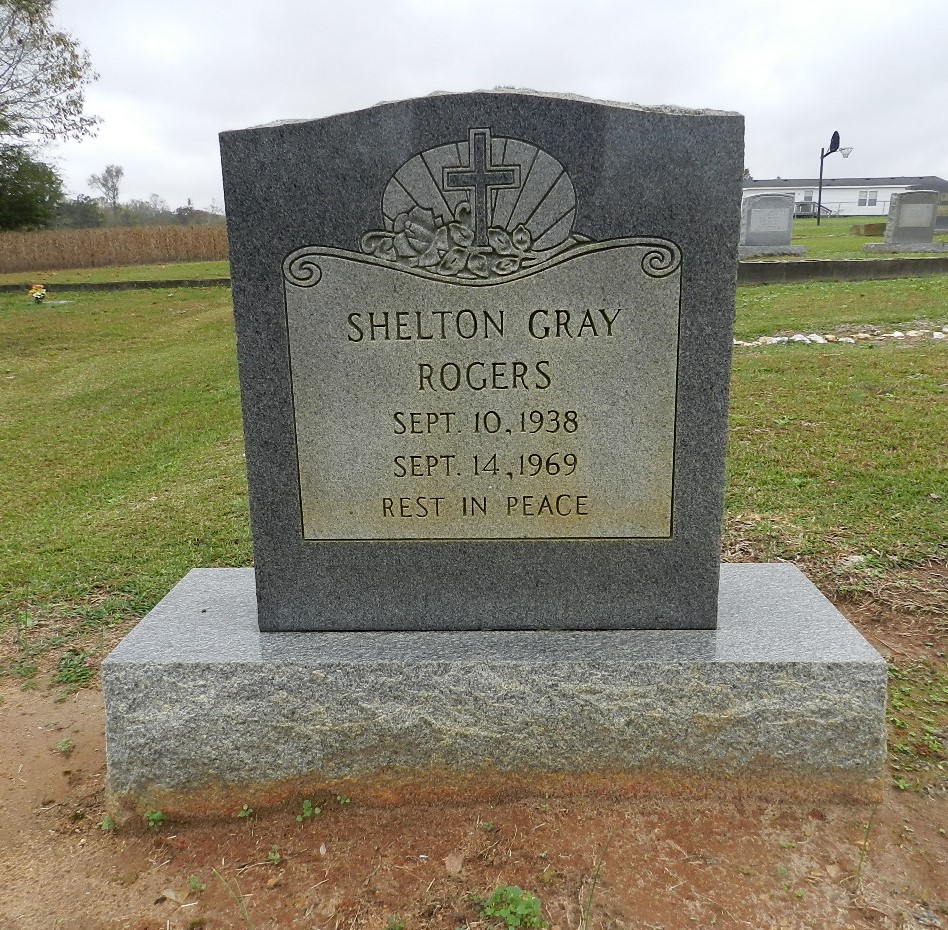 SHELTON GRAY
ROGERS
SEPT. 10, 1938
SEPT. 14, 1969
REST IN PEACE